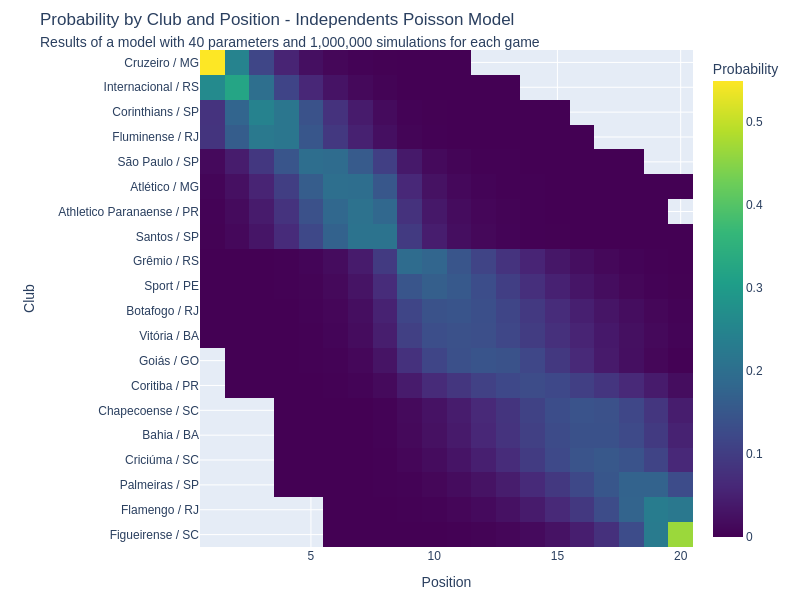 Probability by Club and Position - Independents Poisson Model
Results of a model with 40 parameters and 1,000,000 simulations for each game
Cruzeiro / MG
Internacional / RS
Corinthians / SP
Fluminense / RJ
São Paulo / SP
Atlético / MG
Athletico Paranaense / PR
Santos / SP
Grêmio / RS
Sport / PE
Botafogo / RJ
Vitória / BA
Goiás / GO
Coritiba / PR
Chapecoense / SC
Bahia / BA
Criciúma / SC
Palmeiras / SP
Flamengo / RJ
Figueirense / SC
Club
5
10
15
20
Position
Probability
0.5
0.4
0.3
0.2
0.1
0